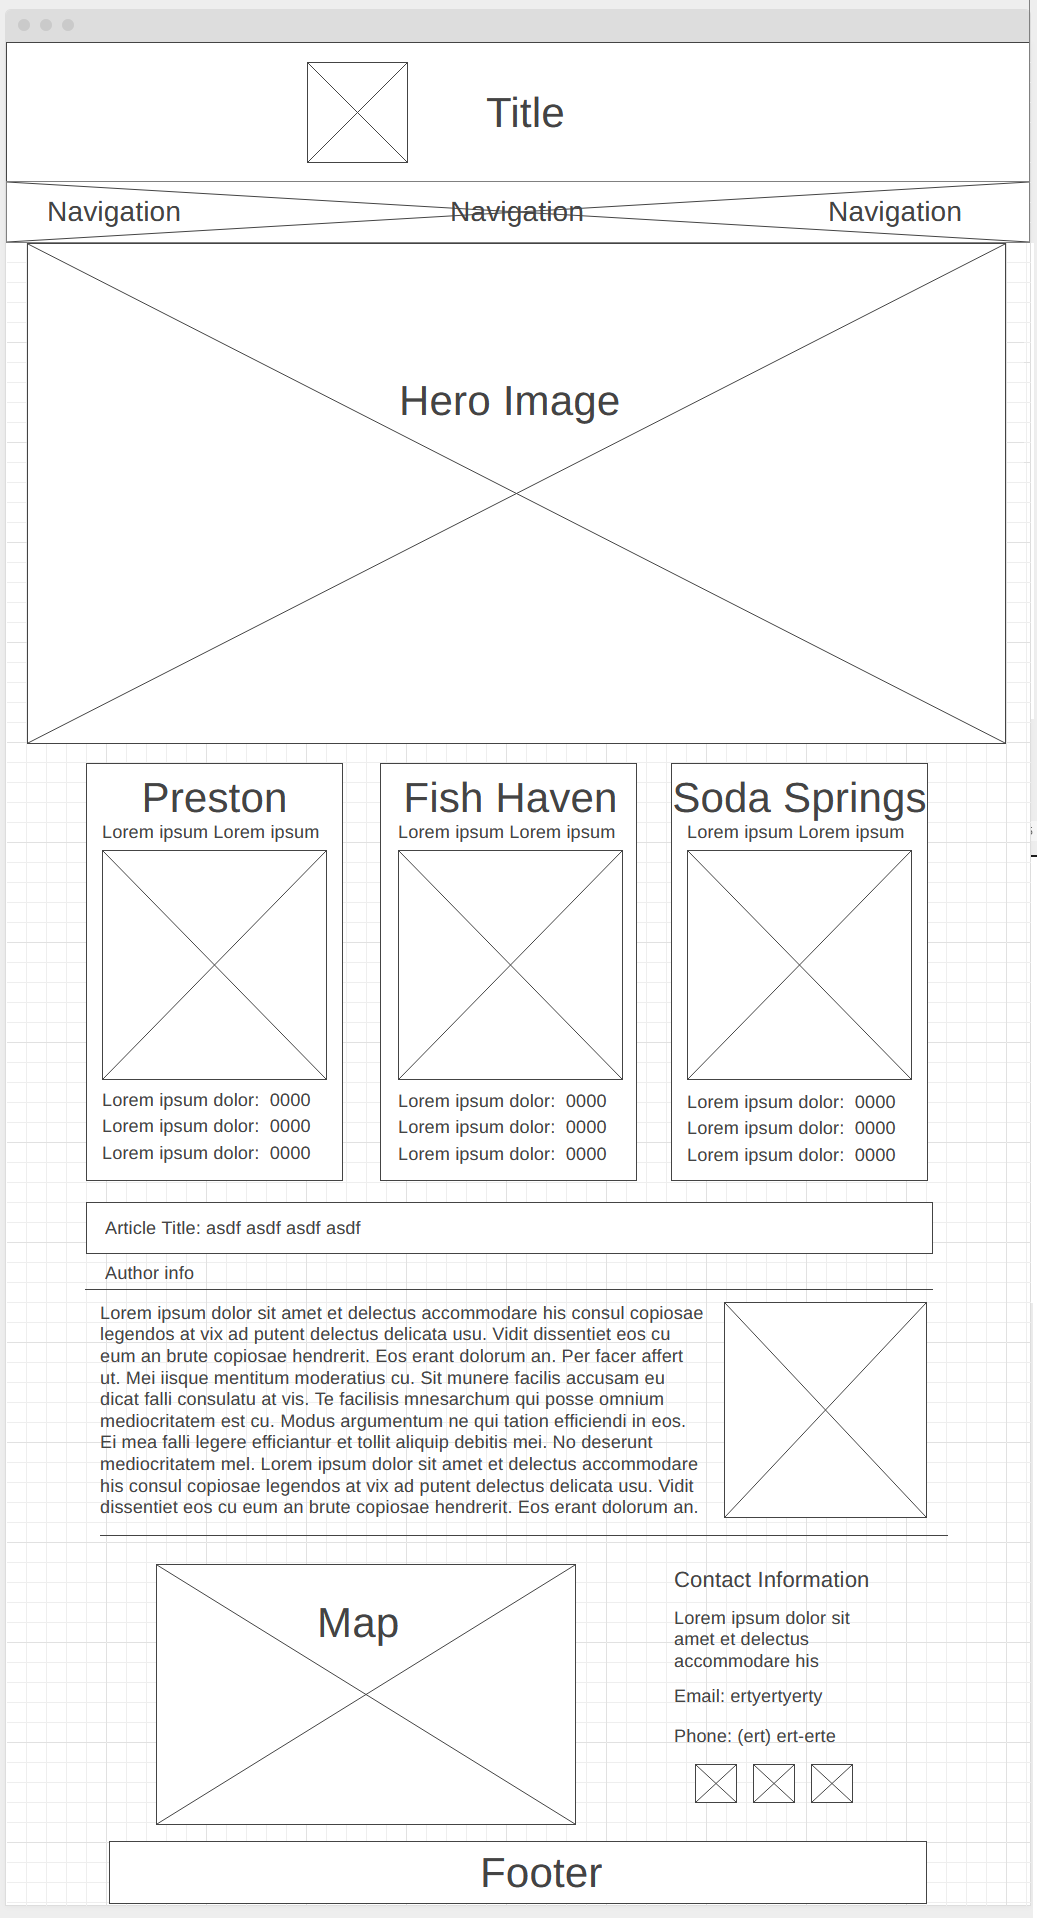 Title
Navigation Navigation Navigation
Hero Image
Preston
Lorem ipsum Lorem ipsum
Lorem ipsum dolor: 0000
Lorem ipsum dolor: 0000
Lorem ipsum dolor: 0000
Fish Haven
Lorem ipsum Lorem ipsum
Lorem ipsum dolor: 0000
Lorem ipsum dolor: 0000
Lorem ipsum dolor: 0000
Soda Springs
Lorem ipsum Lorem ipsum
Lorem ipsum dolor: 0000
Lorem ipsum dolor: 0000
Lorem ipsum dolor: 0000
Article Title: asdf asdf asdf asdf
Author info
Lorem ipsum dolor sit amet et delectus accommodare his consul copiosae
legendos at vix ad putent delectus delicata usu. Vidit dissentiet eos cu
eum an brute copiosae hendrerit. Eos erant dolorum an. Per facer affert
ut. Mei iisque mentitum moderatius cu. Sit munere facilis accusam eu
dicat falli consulatu at vis. Te facilisis mnesarchum qui posse omnium
mediocritatem est cu. Modus argumentum ne qui tation efficiendi in eos.
Ei mea falli legere efficiantur et tollit aliquip debitis mei. No deserunt
mediocritatem mel. Lorem ipsum dolor sit amet et delectus accommodare
his consul copiosae legendos at vix ad putent delectus delicata usu. Vidit
dissentiet eos cu eum an brute copiosae hendrerit. Eos erant dolorum an.
Map
Contact Information
Lorem ipsum dolor sit
amet et delectus
accommodare his
Email: ertyertyerty
Phone: (ert) ert-erte
Footer